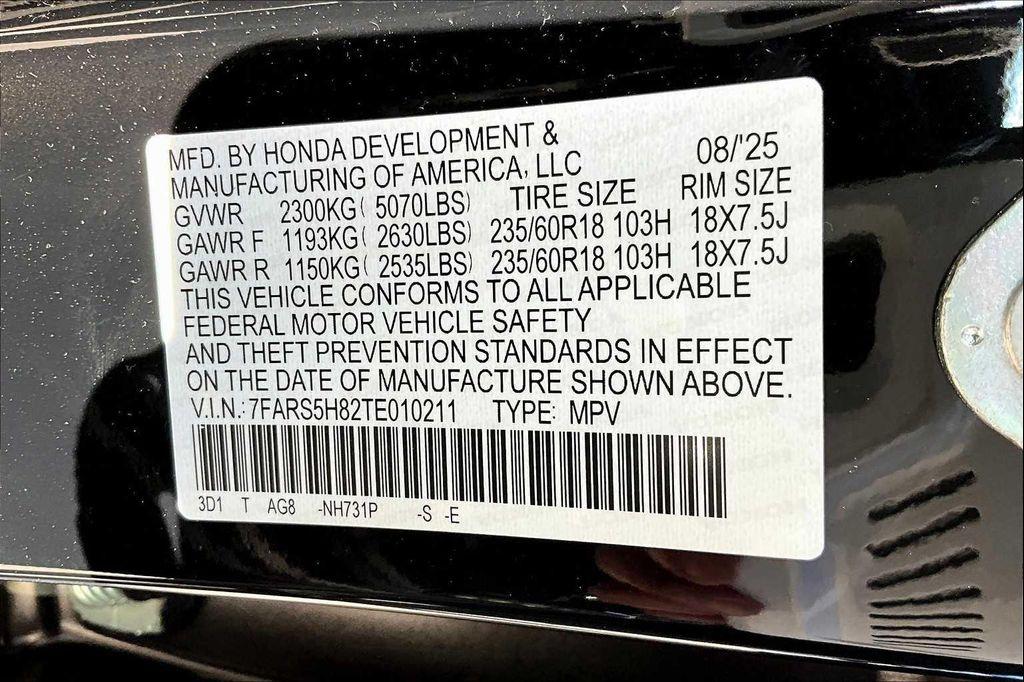 MFD. BY HONDA DEVELOPMENT &
MANUFACTURING OF AMERICA, LLC 08/'25
GVWR 2300KG( 5070LBS) TIRE SIZE RIM SIZE
GAWR F 1193KG( 2630LBS) 235/60R18 103H 18X7.5J
GAWR R 1150KG( 2535LBS) 235/60R18 103H 18X7.5J
THIS VEHICLE CONFORMS TO ALL APPLICABLE
FEDERAL MOTOR VEHICLE SAFETY
AND THEFT PREVENTION STANDARDS IN EFFECT
ON THE DATE OF MANUFACTURE SHOWN ABOVE.
V.I.N.: 7FARS5H82TE010211 TYPE: MPV
3D1 T AG8 -NH731P -S -E